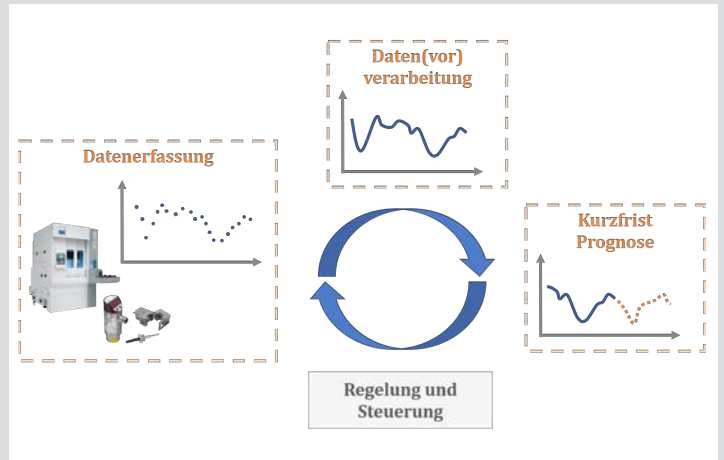 Daten(vor)
verarbeitung
Datenerfassung
Kurzfrist
Prognose
Regelung und
Steuerung